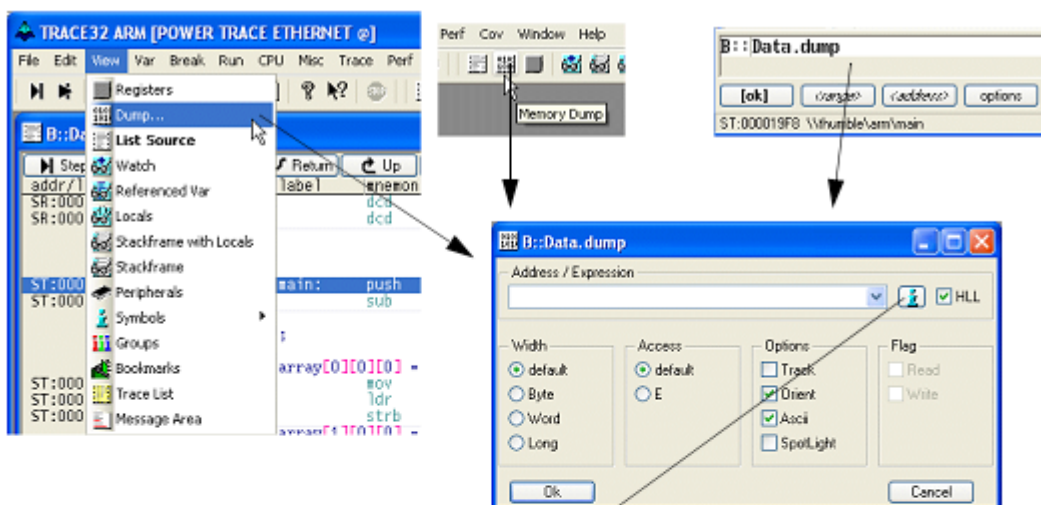 TRACE32 ARM [POWER TRACE ETHERNET @]
File Edit View Var Break Run CPU Misc Trace Perf
Registers
Dump...
B::Da
List Source
Step
Watch
Return
Up
addr/l
Referenced Var
label
mnemon
SR:000
dcd
SR:000
Locals
dcd
Stackframe with Locals
Stackframe
ST:000
Peripherals
main:
push
ST:000
sub
Symbols
;
Groups
Bookmarks
array[0][0][0] =
ST:000
mov
ST:000
Trace List
ldr
ST:000
Message Area
strb
array[1][0][0] =
Perf Cov Window Help
Memory Dump
B::Data.dump
[ok] <range> <address> options
ST:000019F8 \\thumble\arm\main
B::Data.dump
Address / Expression
HLL
Width
default
Byte
Word
Long
Access
default
E
Options
Track
Orient
Ascii
SpotLight
Flag
Read
Write
Ok
Cancel